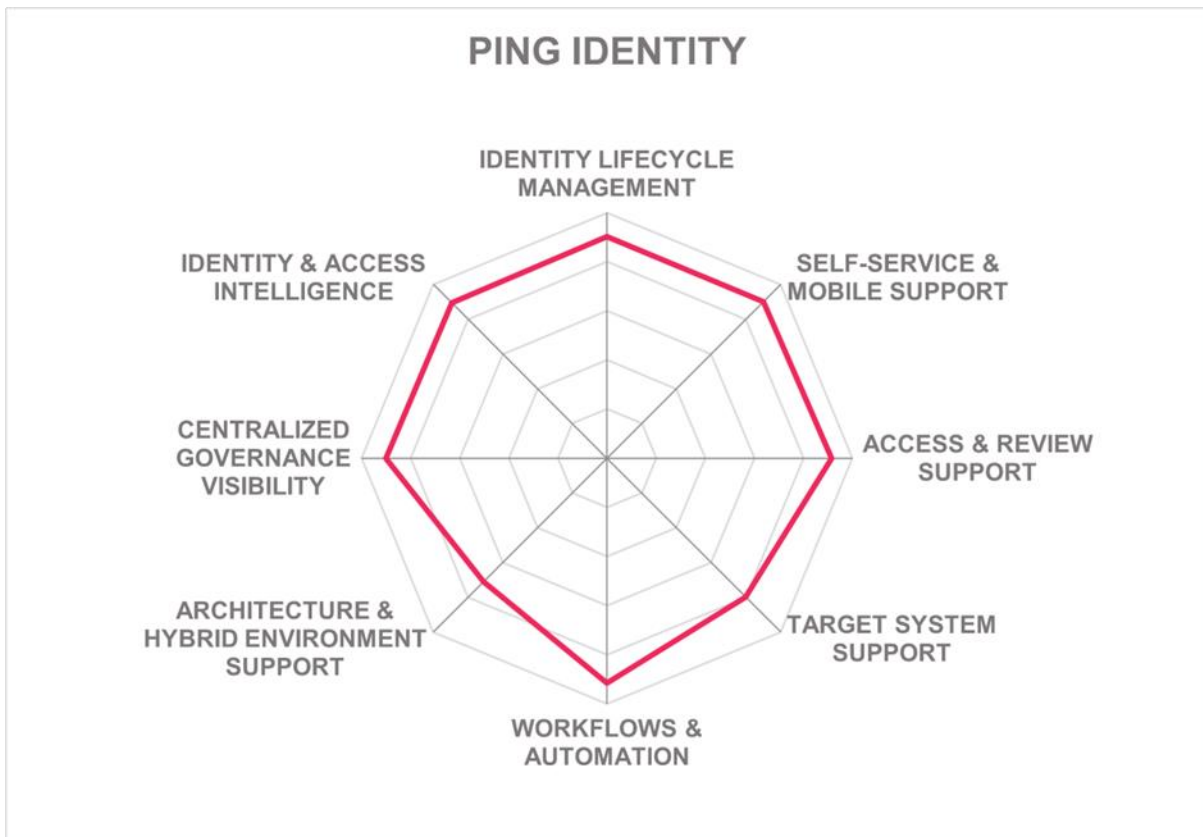 PING IDENTITY
IDENTITY LIFECYCLE
MANAGEMENT
IDENTITY & ACCESS
INTELLIGENCE
SELF-SERVICE &
MOBILE SUPPORT
CENTRALIZED
GOVERNANCE
VISIBILITY
ACCESS & REVIEW
SUPPORT
ARCHITECTURE &
HYBRID ENVIRONMENT
SUPPORT
TARGET SYSTEM
SUPPORT
WORKFLOWS &
AUTOMATION